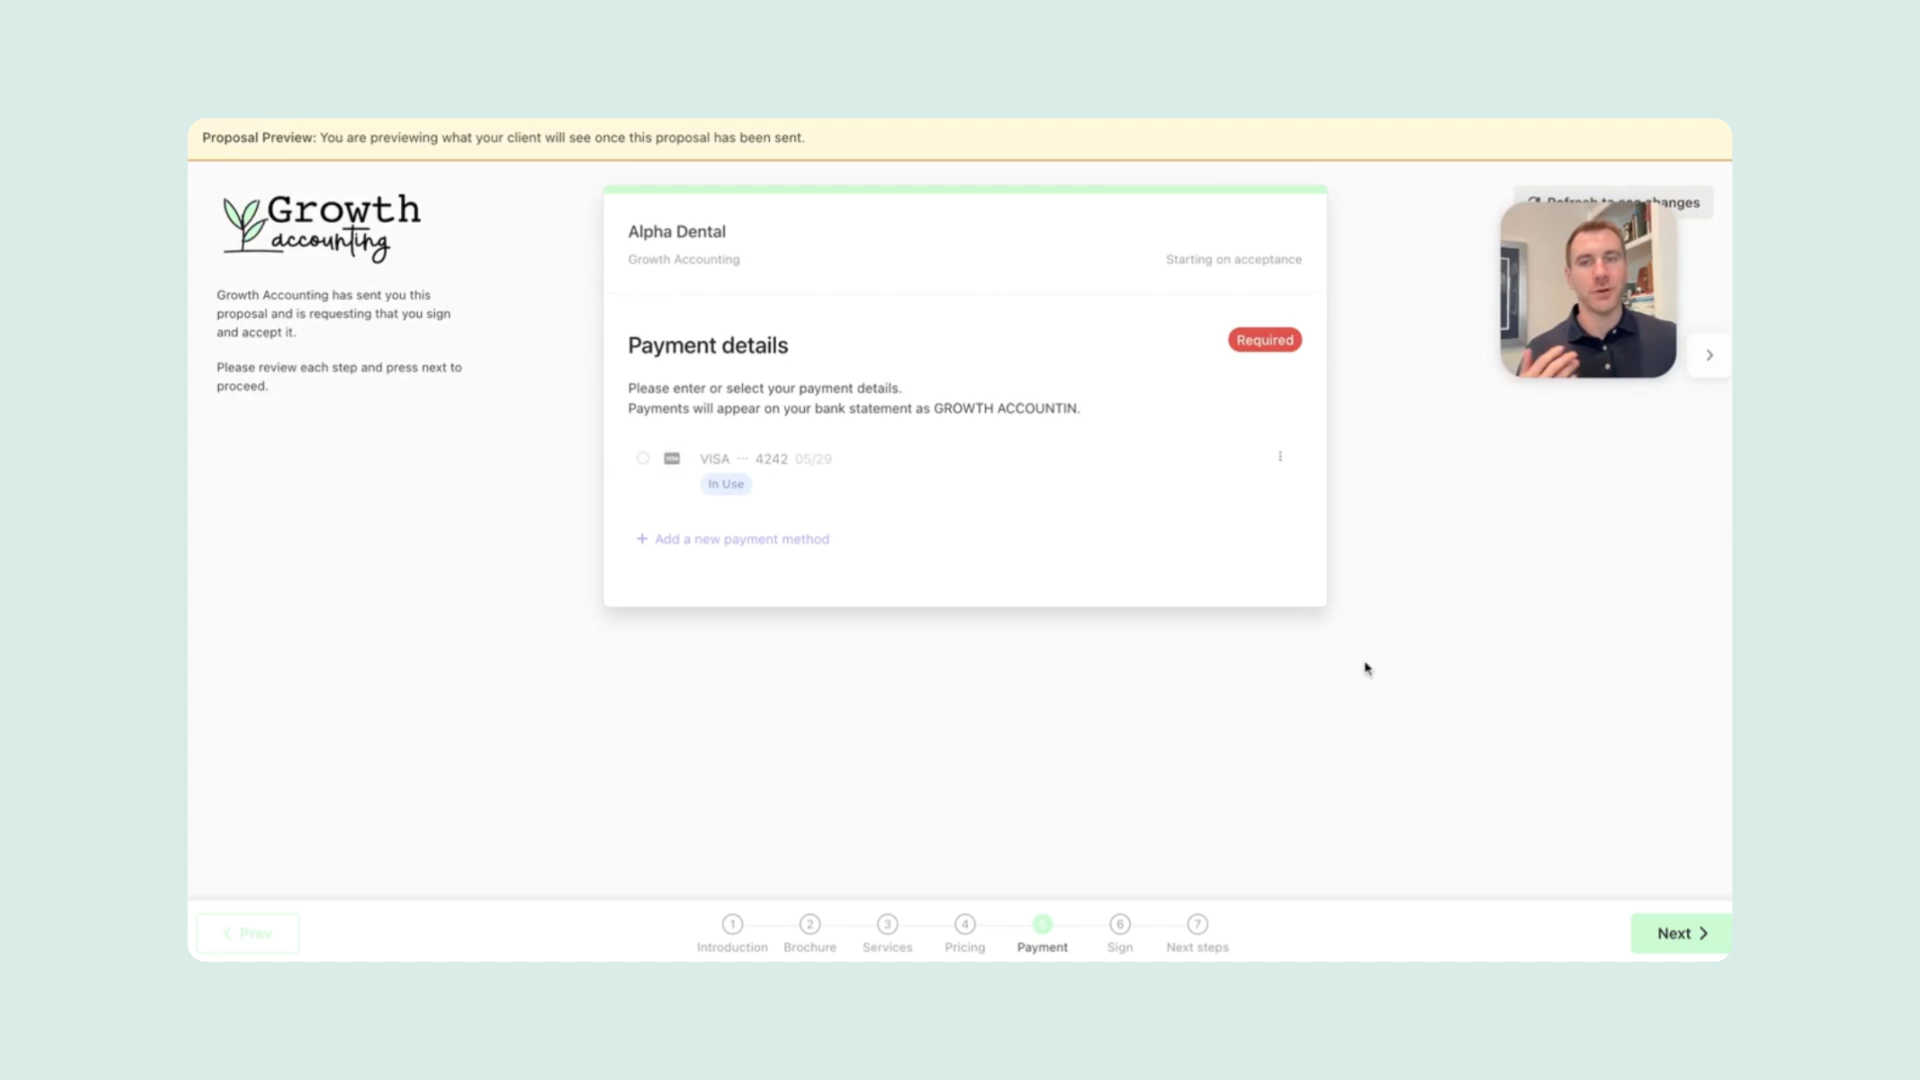 Proposal Preview: You are previewing what your client will see once this proposal has been sent.
Growth
accounting
Growth Accounting has sent you this
proposal and is requesting that you sign
and accept it.
Please review each step and press next to
proceed.
Alpha Dental
Growth Accounting
Starting on acceptance
Payment details
Required
Please enter or select your payment details.
Payments will appear on your bank statement as GROWTH ACCOUNTIN.
VISA ··· 4242 05/29
In Use
+ Add a new payment method
Refresh to see changes
Prev
1
Introduction
2
Brochure
3
Services
4
Pricing
Payment
6
Sign
7
Next steps
Next